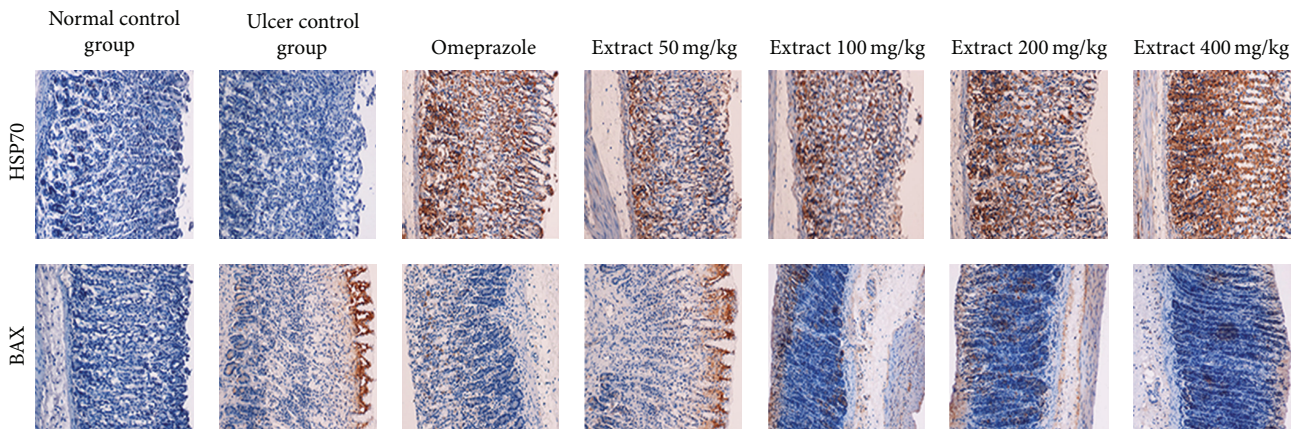 Normal control
group
Ulcer control
group
Omeprazole
Extract 50 mg/kg
Extract 100 mg/kg
Extract 200 mg/kg
Extract 400 mg/kg
HSP70
BAX